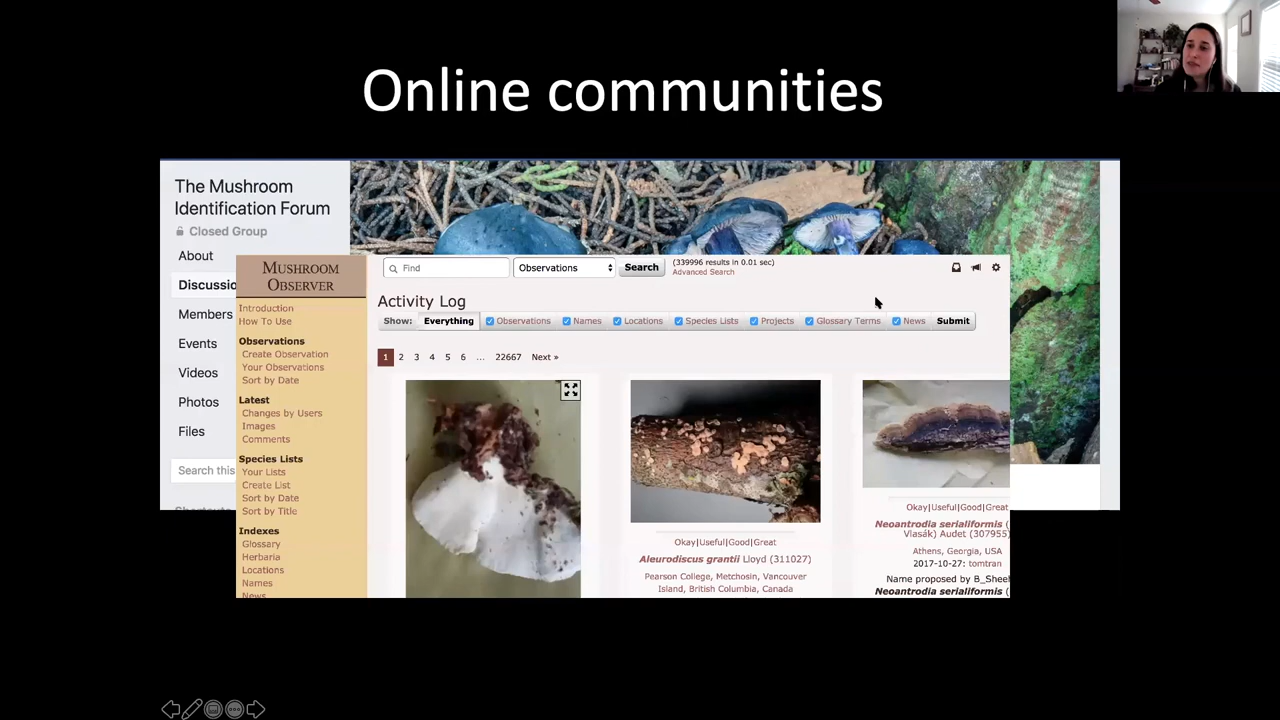 Online communities
The Mushroom
Identification Forum
Closed Group
About
Discussio
Members
Events
Videos
Photos
Files
Search this
MUSHROOM
OBSERVER
Introduction
How To Use
Observations
Create Observation
Your Observations
Sort by Date
Latest
Changes by Users
Images
Comments
Species Lists
Your Lists
Create List
Sort by Date
Sort by Title
Indexes
Glossary
Herbaria
Locations
Names
News
Find
Observations
Search
(339996 results in 0.01 sec)
Advanced Search
Activity Log
Show: Everything Observations Names Locations Species Lists Projects Glossary Terms News Submit
1 2 3 4 5 6 ... 22667 Next »
Okay|Useful|Good|Great
Aleurodiscus grantii Lloyd (311027)
Pearson College, Metchosin, Vancouver
Island, British Columbia, Canada
Okay|Useful|Good|Great
Neoantrodia serialiformis (
Vlasák) Audet (307955)
Athens, Georgia, USA
2017-10-27: tomtran
Name proposed by B_Shee
Neoantrodia serialiformis (